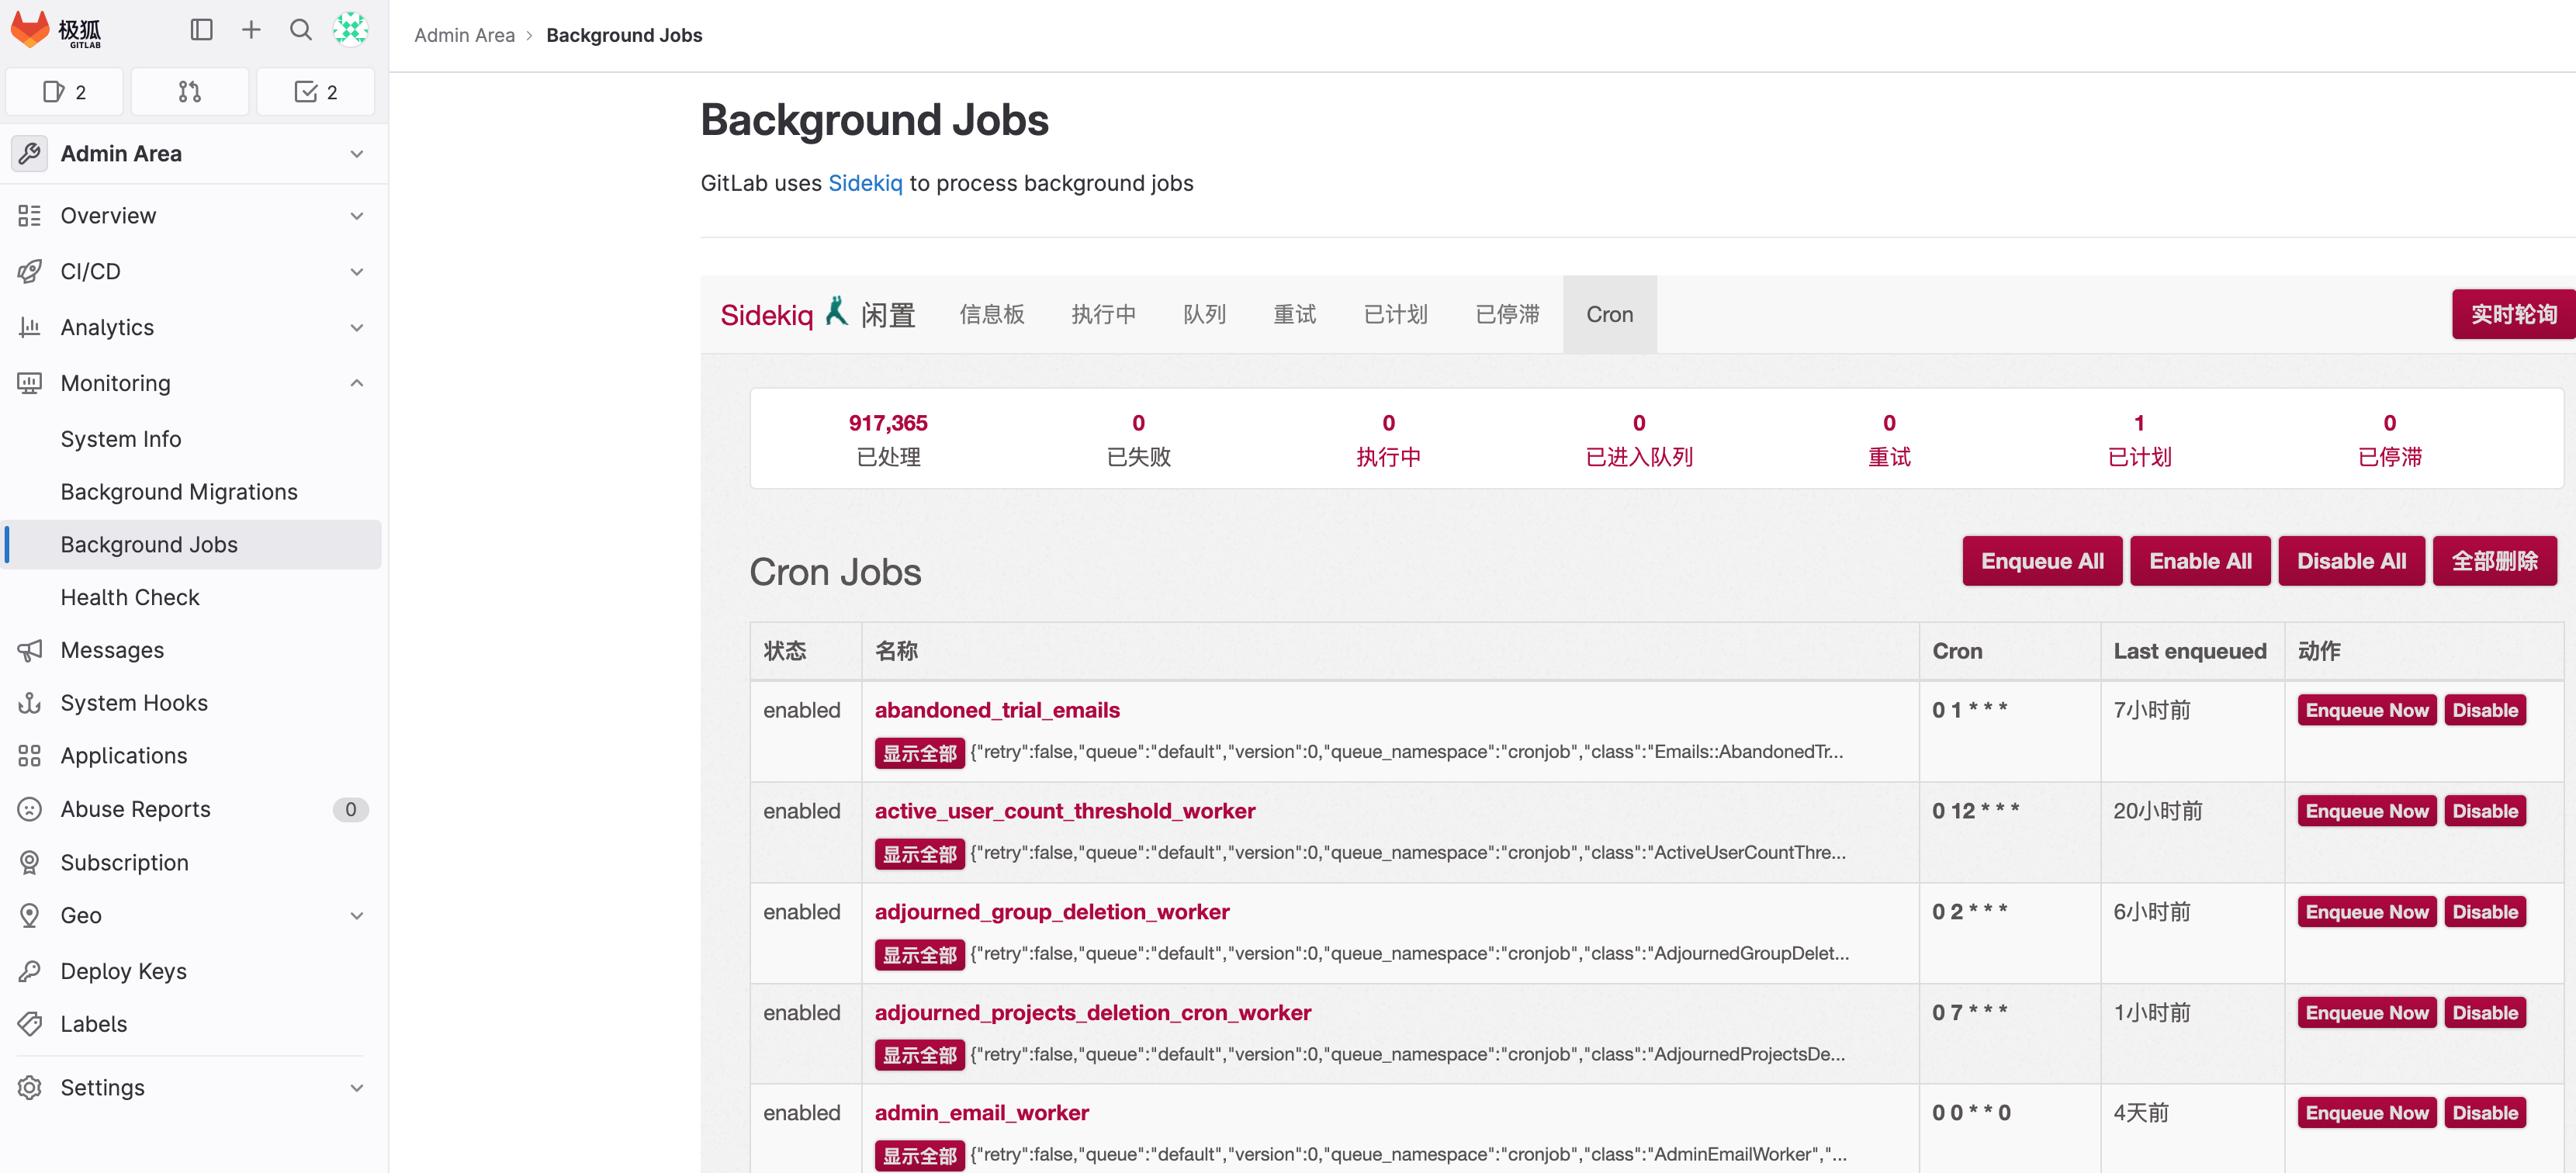 极狐
GITLAB
2
2
Admin Area
Overview
CI/CD
Analytics
Monitoring
System Info
Background Migrations
Background Jobs
Health Check
Messages
System Hooks
Applications
Abuse Reports 0
Subscription
Geo
Deploy Keys
Labels
Settings
Admin Area › Background Jobs
Background Jobs
GitLab uses Sidekiq to process background jobs
Sidekiq 闲置 信息板 执行中 队列 重试 已计划 已停滞 Cron 实时轮询
917,365 0 0 0 0 1 0
已处理 已失败 执行中 已进入队列 重试 已计划 已停滞
Cron Jobs Enqueue All Enable All Disable All 全部删除
状态 名称 Cron Last enqueued 动作
enabled abandoned_trial_emails 0 1 * * * 7小时前 Enqueue Now Disable
显示全部 {"retry":false,"queue":"default","version":0,"queue_namespace":"cronjob","class":"Emails::AbandonedTr...
enabled active_user_count_threshold_worker 0 12 * * * 20小时前 Enqueue Now Disable
显示全部 {"retry":false,"queue":"default","version":0,"queue_namespace":"cronjob","class":"ActiveUserCountThre...
enabled adjourned_group_deletion_worker 0 2 * * * 6小时前 Enqueue Now Disable
显示全部 {"retry":false,"queue":"default","version":0,"queue_namespace":"cronjob","class":"AdjournedGroupDelet...
enabled adjourned_projects_deletion_cron_worker 0 7 * * * 1小时前 Enqueue Now Disable
显示全部 {"retry":false,"queue":"default","version":0,"queue_namespace":"cronjob","class":"AdjournedProjectsDe...
enabled admin_email_worker 0 0 * * 0 4天前 Enqueue Now Disable
显示全部 {"retry":false,"queue":"default","version":0,"queue_namespace":"cronjob","class":"AdminEmailWorker","...